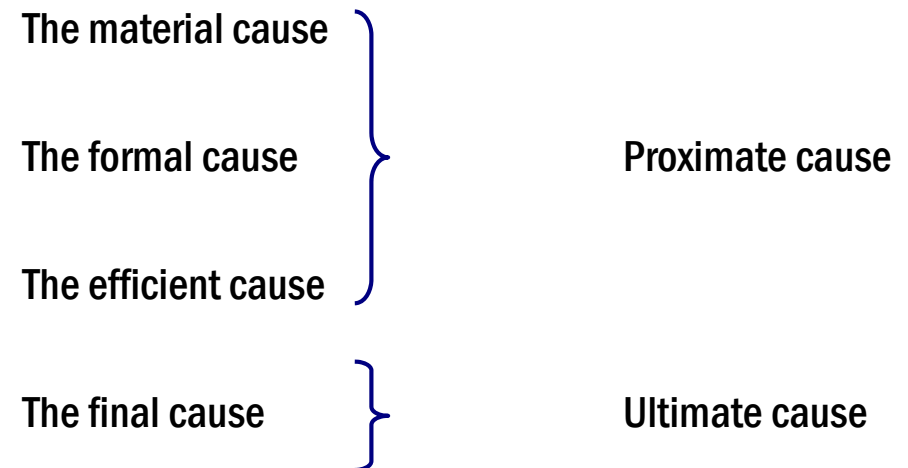 The material cause
The formal cause
Proximate cause
The efficient cause
The final cause
Ultimate cause